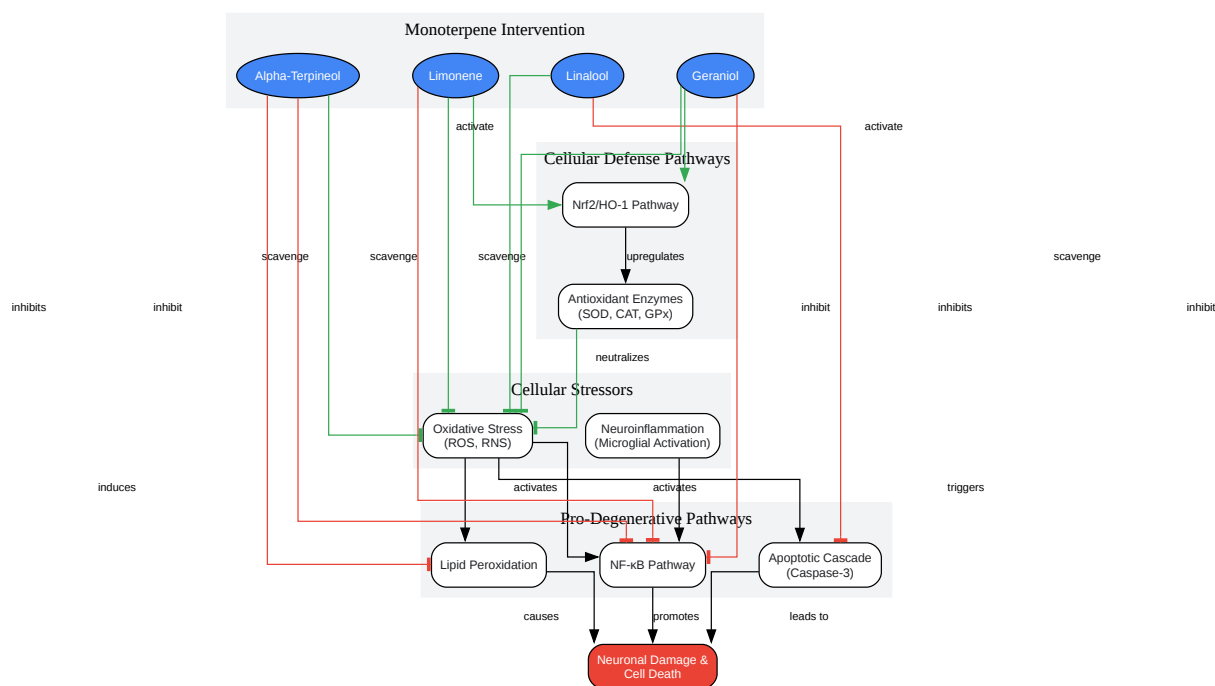 Monoterpene Intervention
Alpha-Terpineol
Limonene
Linalool
Geraniol
activate
activate
Cellular Defense Pathways
Nrf2/HO-1 Pathway
scavenge
scavenge
scavenge
upregulates
scavenge
Antioxidant Enzymes
(SOD, CAT, GPx)
inhibits
inhibit
inhibit
inhibits
inhibit
neutralizes
Cellular Stressors
Oxidative Stress
(ROS, RNS)
Neuroinflammation
(Microglial Activation)
induces
activates
activates
triggers
Pro-Degenerative Pathways
Lipid Peroxidation
NF-κB Pathway
Apoptotic Cascade
(Caspase-3)
causes
promotes
leads to
Neuronal Damage &
Cell Death